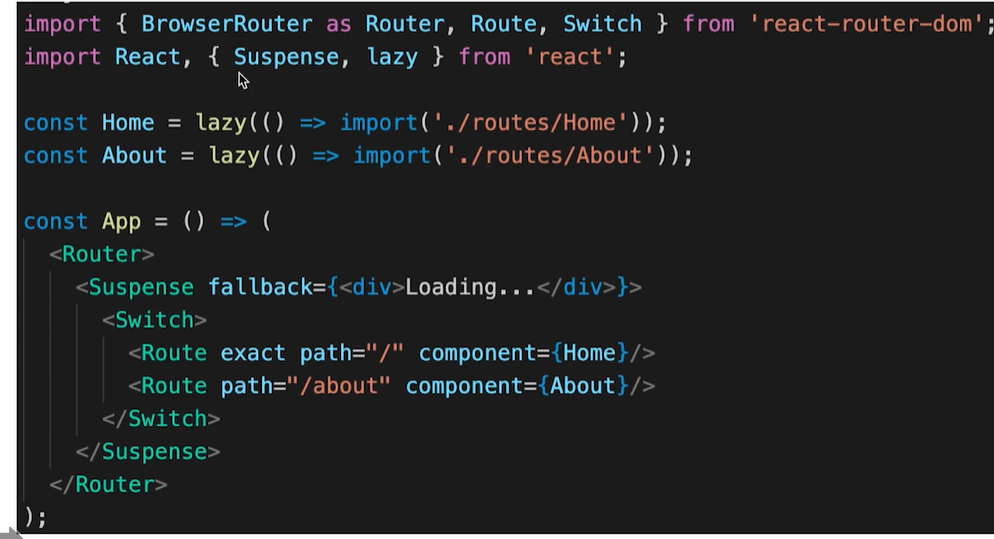 import { BrowserRouter as Router, Route, Switch } from 'react-router-dom';
import React, { Suspense, lazy } from 'react';

const Home = lazy(() => import('./routes/Home'));
const About = lazy(() => import('./routes/About'));

const App = () => (
  <Router>
    <Suspense fallback={<div>Loading...</div>}>
      <Switch>
        <Route exact path="/" component={Home}/>
        <Route path="/about" component={About}/>
      </Switch>
    </Suspense>
  </Router>
);